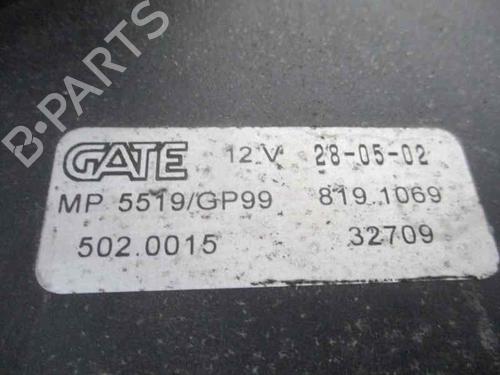 B-PARTS
GATE 12 V 28-05-02
MP 5519/GP99 819.1069
502.0015 32709